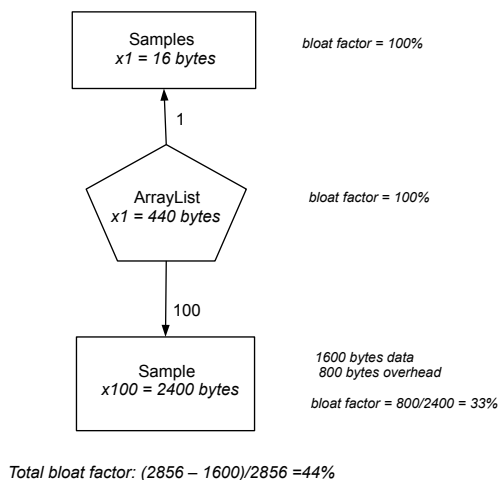 Samples
x1 = 16 bytes
bloat factor = 100%
1
ArrayList
x1 = 440 bytes
bloat factor = 100%
100
Sample
x100 = 2400 bytes
1600 bytes data
800 bytes overhead
bloat factor = 800/2400 = 33%
Total bloat factor: (2856 – 1600)/2856 =44%